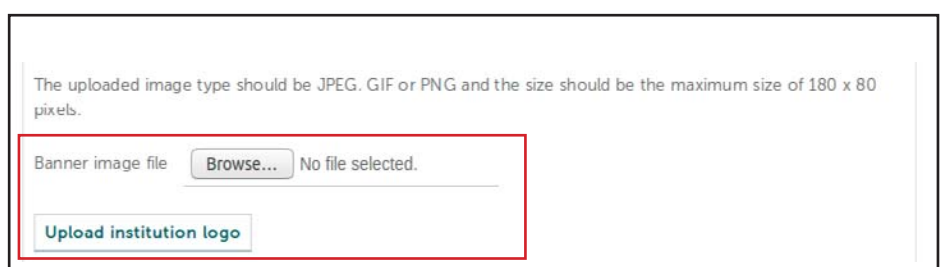 The uploaded image type should be JPEG. GIF or PNG and the size should be the maximum size of 180 x 80
pixels.
Banner image file Browse... No file selected.
Upload institution logo